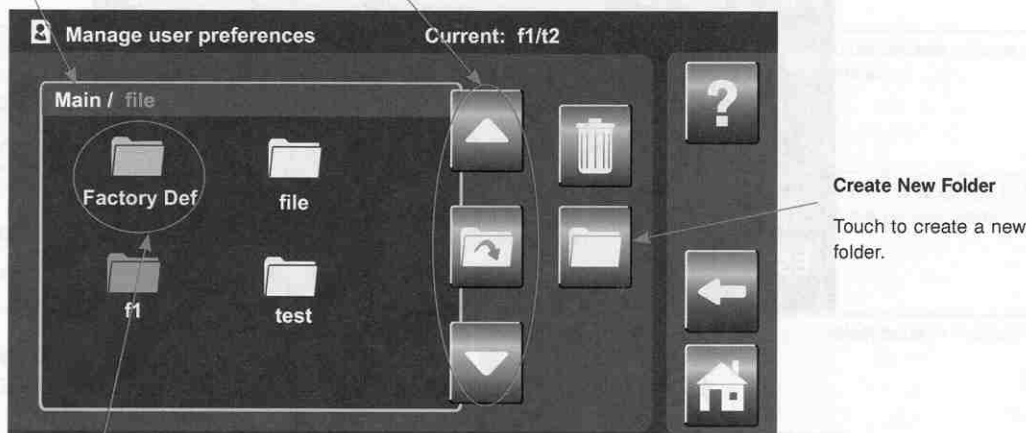 Manage user preferences Current: f1/t2
Main / file
Factory Def
file
f1
test
?
Create New Folder
Touch to create a new
folder.